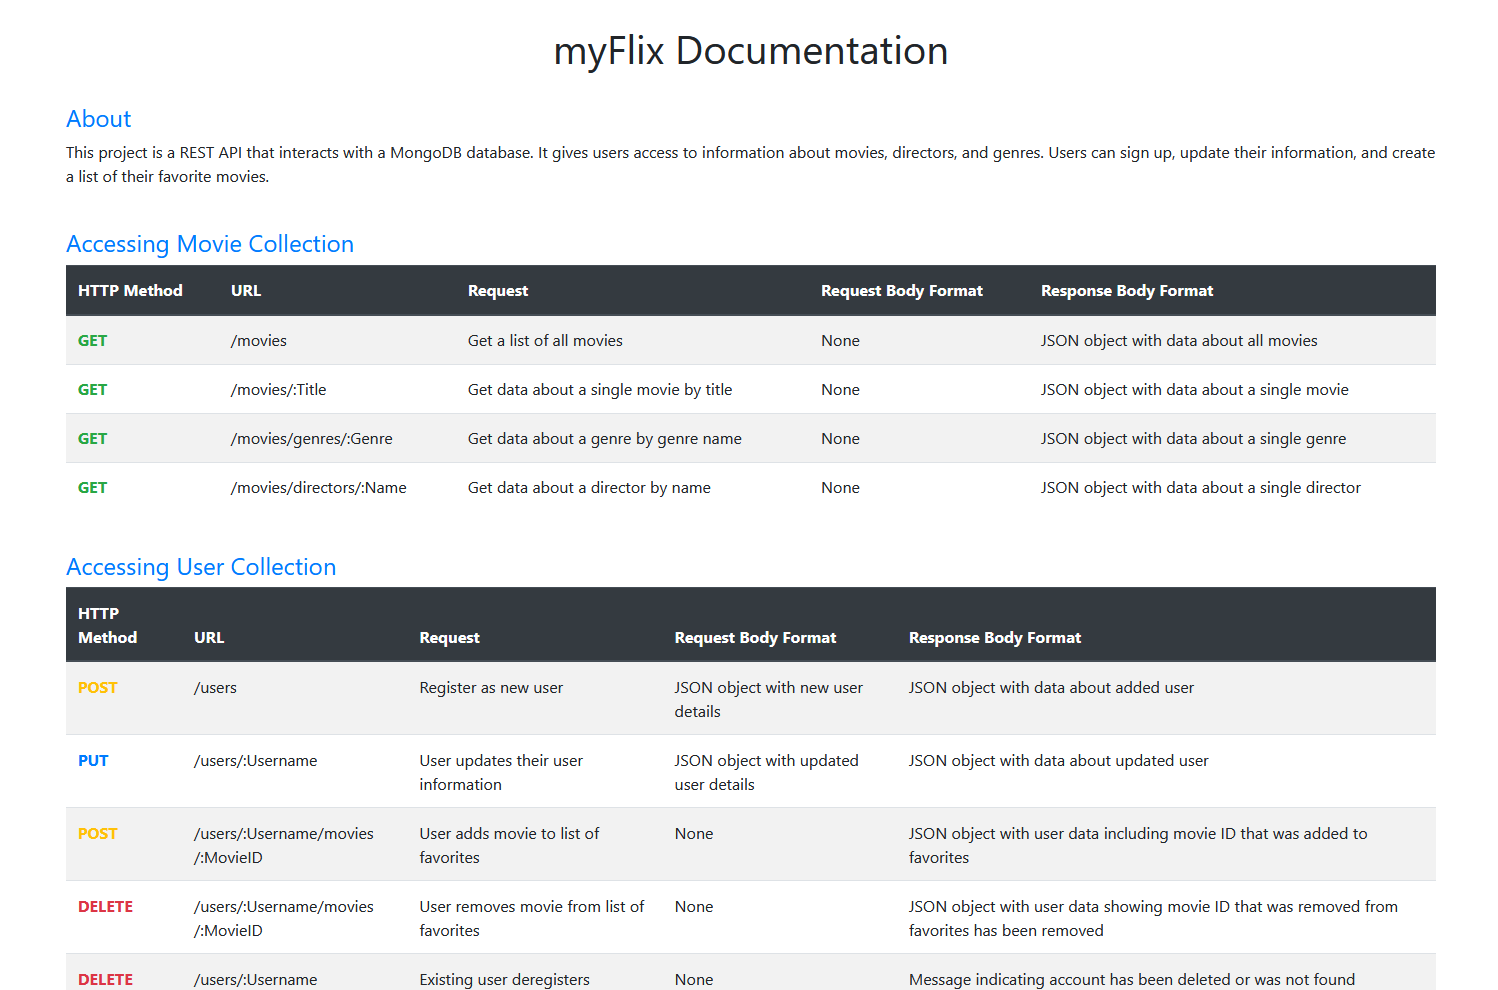 myFlix Documentation
About
This project is a REST API that interacts with a MongoDB database. It gives users access to information about movies, directors, and genres. Users can sign up, update their information, and create
a list of their favorite movies.
Accessing Movie Collection
HTTP Method URL Request Request Body Format Response Body Format
GET /movies Get a list of all movies None JSON object with data about all movies
GET /movies/:Title Get data about a single movie by title None JSON object with data about a single movie
GET /movies/genres/:Genre Get data about a genre by genre name None JSON object with data about a single genre
GET /movies/directors/:Name Get data about a director by name None JSON object with data about a single director
Accessing User Collection
HTTP
Method URL Request Request Body Format Response Body Format
POST /users Register as new user JSON object with new user JSON object with data about added user
details
PUT /users/:Username User updates their user JSON object with updated JSON object with data about updated user
information user details
POST /users/:Username/movies User adds movie to list of None JSON object with user data including movie ID that was added to
/:MovieID favorites favorites
DELETE /users/:Username/movies User removes movie from list of None JSON object with user data showing movie ID that was removed from
/:MovieID favorites favorites has been removed
DELETE /users/:Username Existing user deregisters None Message indicating account has been deleted or was not found